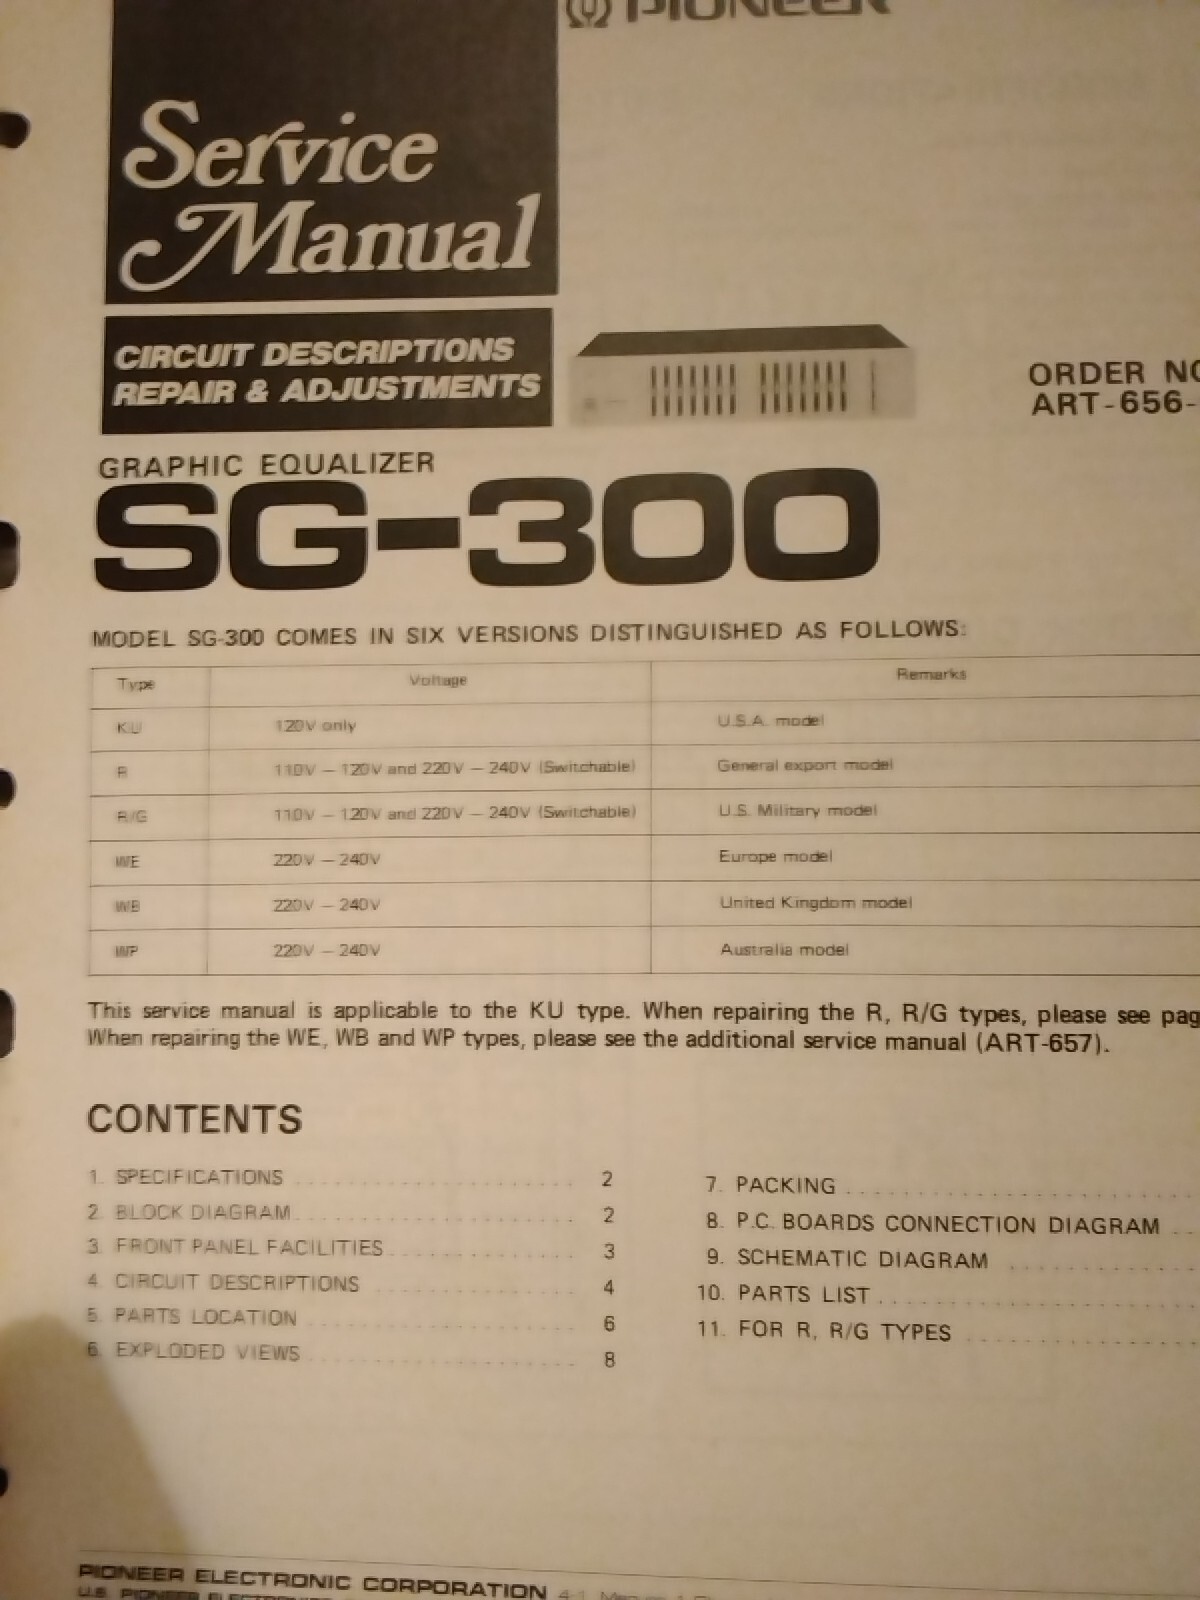 PIONEER
Service
Manual
CIRCUIT DESCRIPTIONS
REPAIR & ADJUSTMENTS
ORDER NO
ART-656-
GRAPHIC EQUALIZER
SG-300
MODEL SG-300 COMES IN SIX VERSIONS DISTINGUISHED AS FOLLOWS:
Type Voltage Remarks
KU 120V only U.S.A. model
R 110V – 120V and 220V – 240V (Switchable) General export model
R/G 110V – 120V and 220V – 240V (Switchable) U.S. Military model
WE 220V – 240V Europe model
WB 220V – 240V United Kingdom model
WP 220V – 240V Australia model
This service manual is applicable to the KU type. When repairing the R, R/G types, please see pag
When repairing the WE, WB and WP types, please see the additional service manual (ART-657).
CONTENTS
1. SPECIFICATIONS 2
2. BLOCK DIAGRAM 2
3. FRONT PANEL FACILITIES 3
4. CIRCUIT DESCRIPTIONS 4
5. PARTS LOCATION 6
6. EXPLODED VIEWS 8
7. PACKING
8. P.C. BOARDS CONNECTION DIAGRAM
9. SCHEMATIC DIAGRAM
10. PARTS LIST
11. FOR R, R/G TYPES
PIONEER ELECTRONIC CORPORATION 4-1
U.S. PIONEER ELECTRONICS